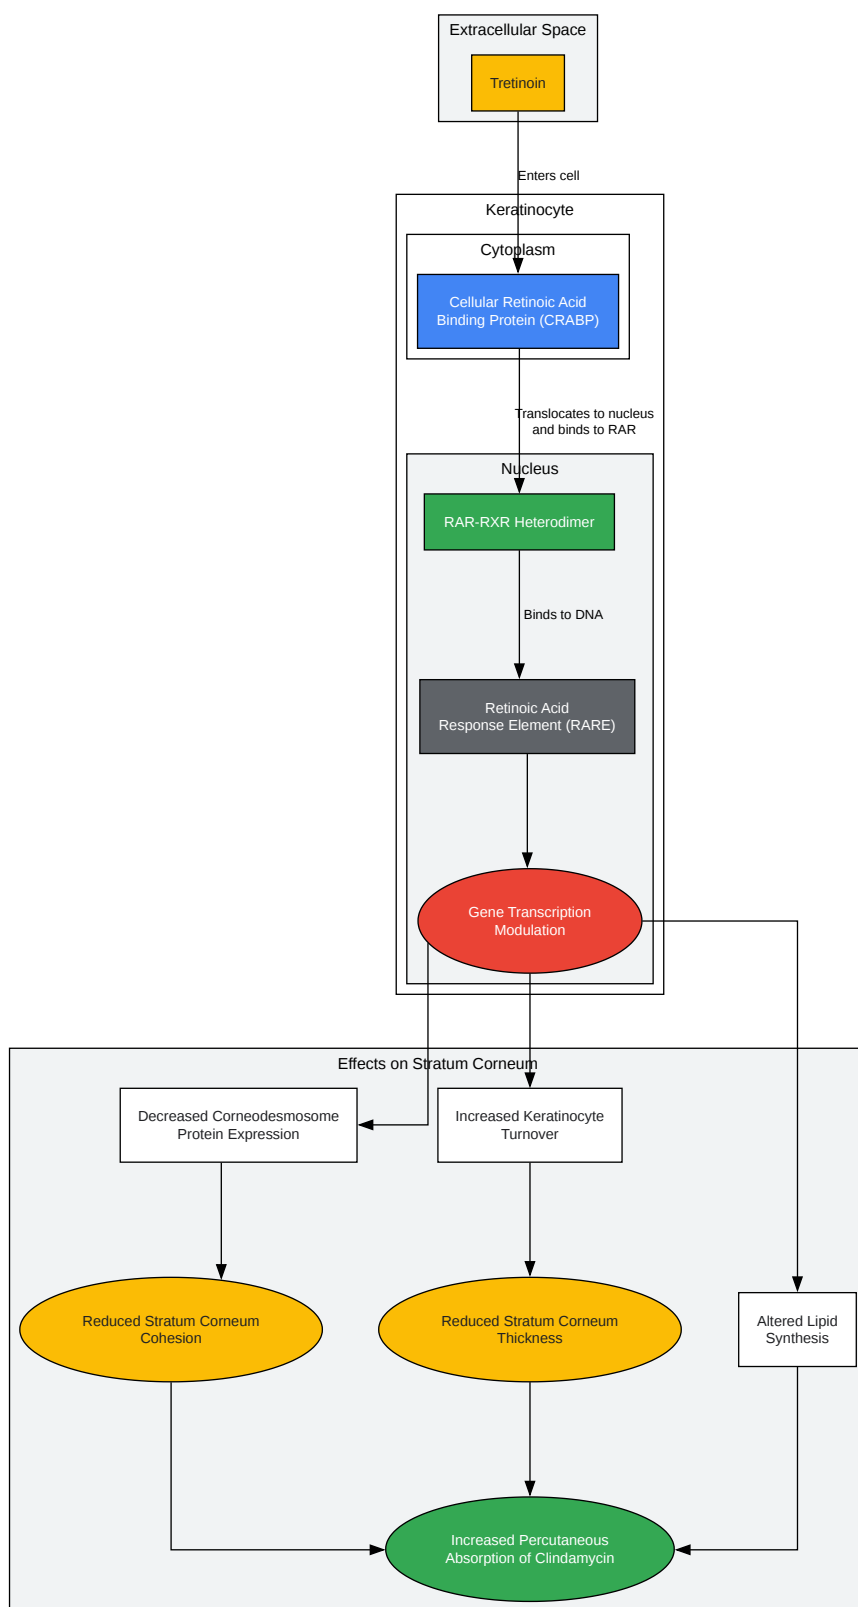 Extracellular Space
Tretinoin
Enters cell
Keratinocyte
Cytoplasm
Cellular Retinoic Acid
Binding Protein (CRABP)
Translocates to nucleus
and binds to RAR
Nucleus
RAR-RXR Heterodimer
Binds to DNA
Retinoic Acid
Response Element (RARE)
Gene Transcription
Modulation
Effects on Stratum Corneum
Decreased Corneodesmosome
Protein Expression
Increased Keratinocyte
Turnover
Reduced Stratum Corneum
Cohesion
Reduced Stratum Corneum
Thickness
Altered Lipid
Synthesis
Increased Percutaneous
Absorption of Clindamycin